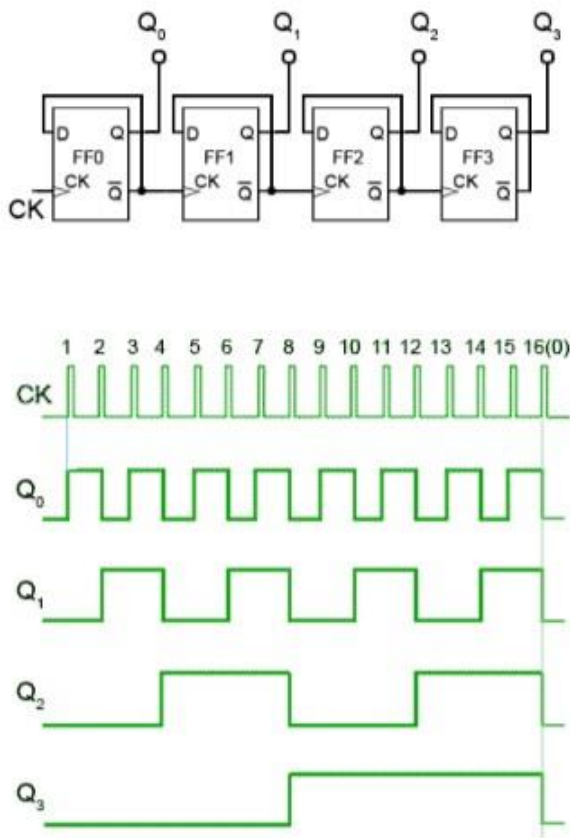 Q₀ Q₁ Q₂ Q₃
D Q D Q D Q D Q
FF0 FF1 FF2 FF3
CK CK CK CK
CK Q̅ Q̅ Q̅ Q̅
1 2 3 4 5 6 7 8 9 10 11 12 13 14 15 16(0)
CK
Q₀
Q₁
Q₂
Q₃